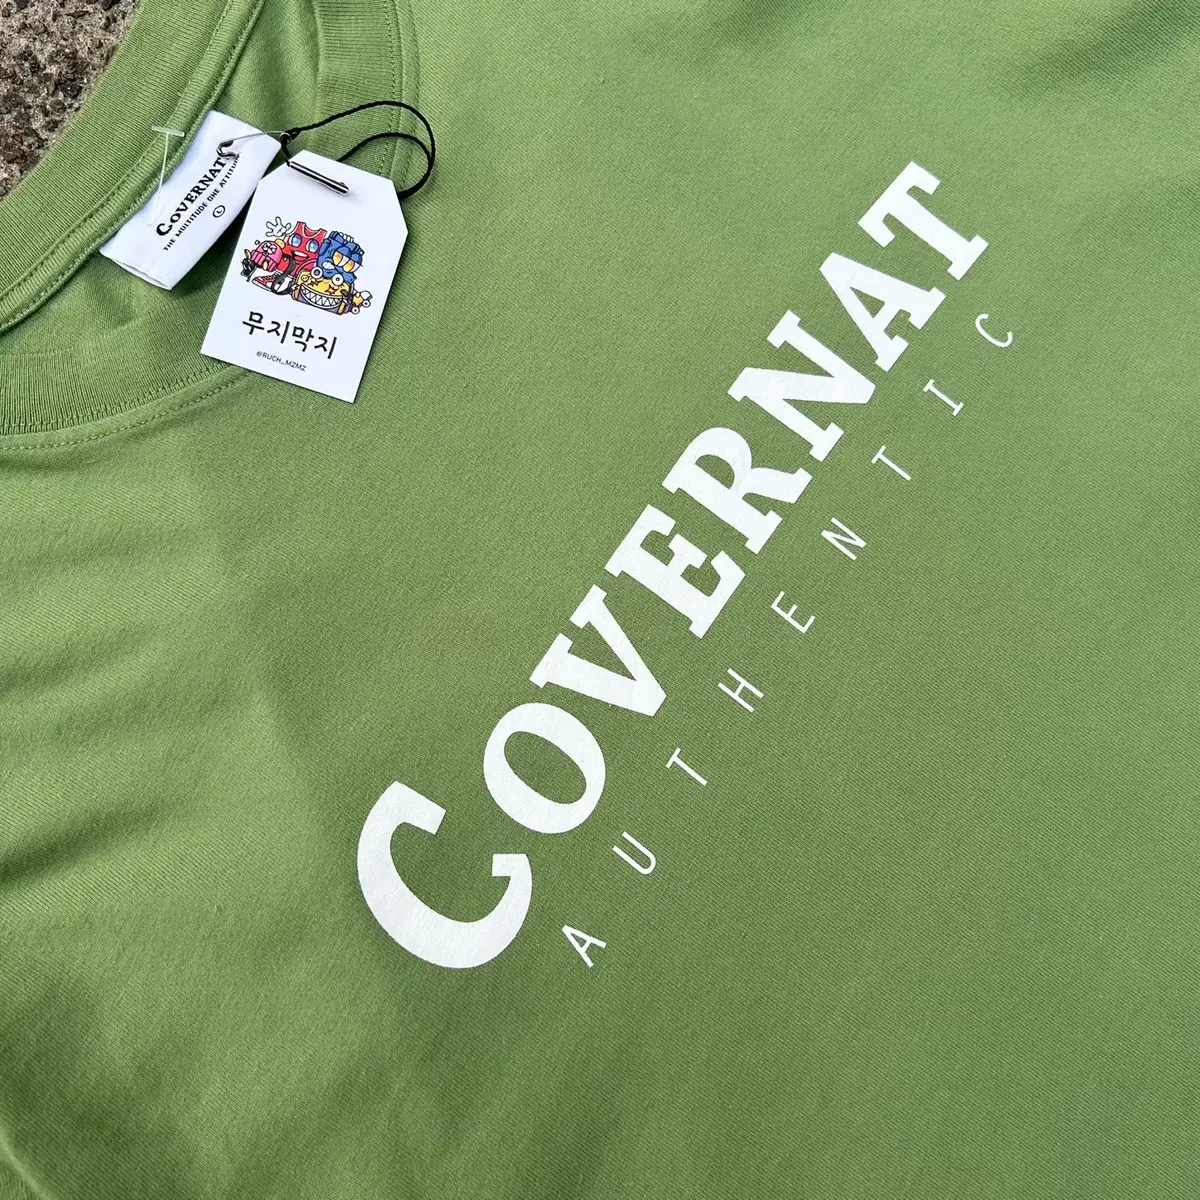 COVERNAT
THE MULTITUDE ONE ATTITUDE
L
무지막지
@RUCH_MZMZ
COVERNAT
AUTHENTIC